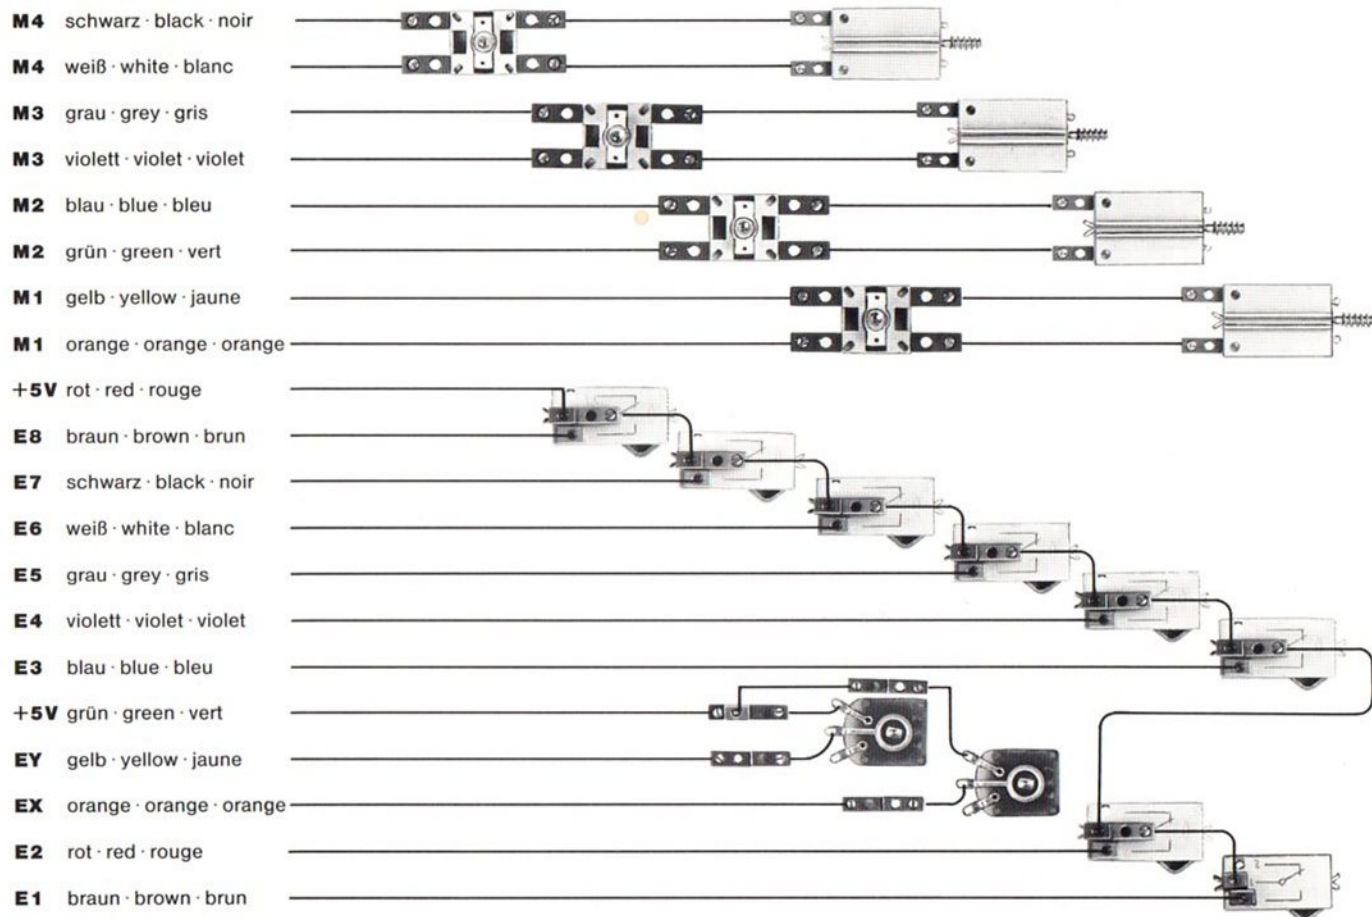 M4 schwarz · black · noir
M4 weiß · white · blanc
M3 grau · grey · gris
M3 violett · violet · violet
M2 blau · blue · bleu
M2 grün · green · vert
M1 gelb · yellow · jaune
M1 orange · orange · orange
+5V rot · red · rouge
E8 braun · brown · brun
E7 schwarz · black · noir
E6 weiß · white · blanc
E5 grau · grey · gris
E4 violett · violet · violet
E3 blau · blue · bleu
+5V grün · green · vert
EY gelb · yellow · jaune
EX orange · orange · orange
E2 rot · red · rouge
E1 braun · brown · brun